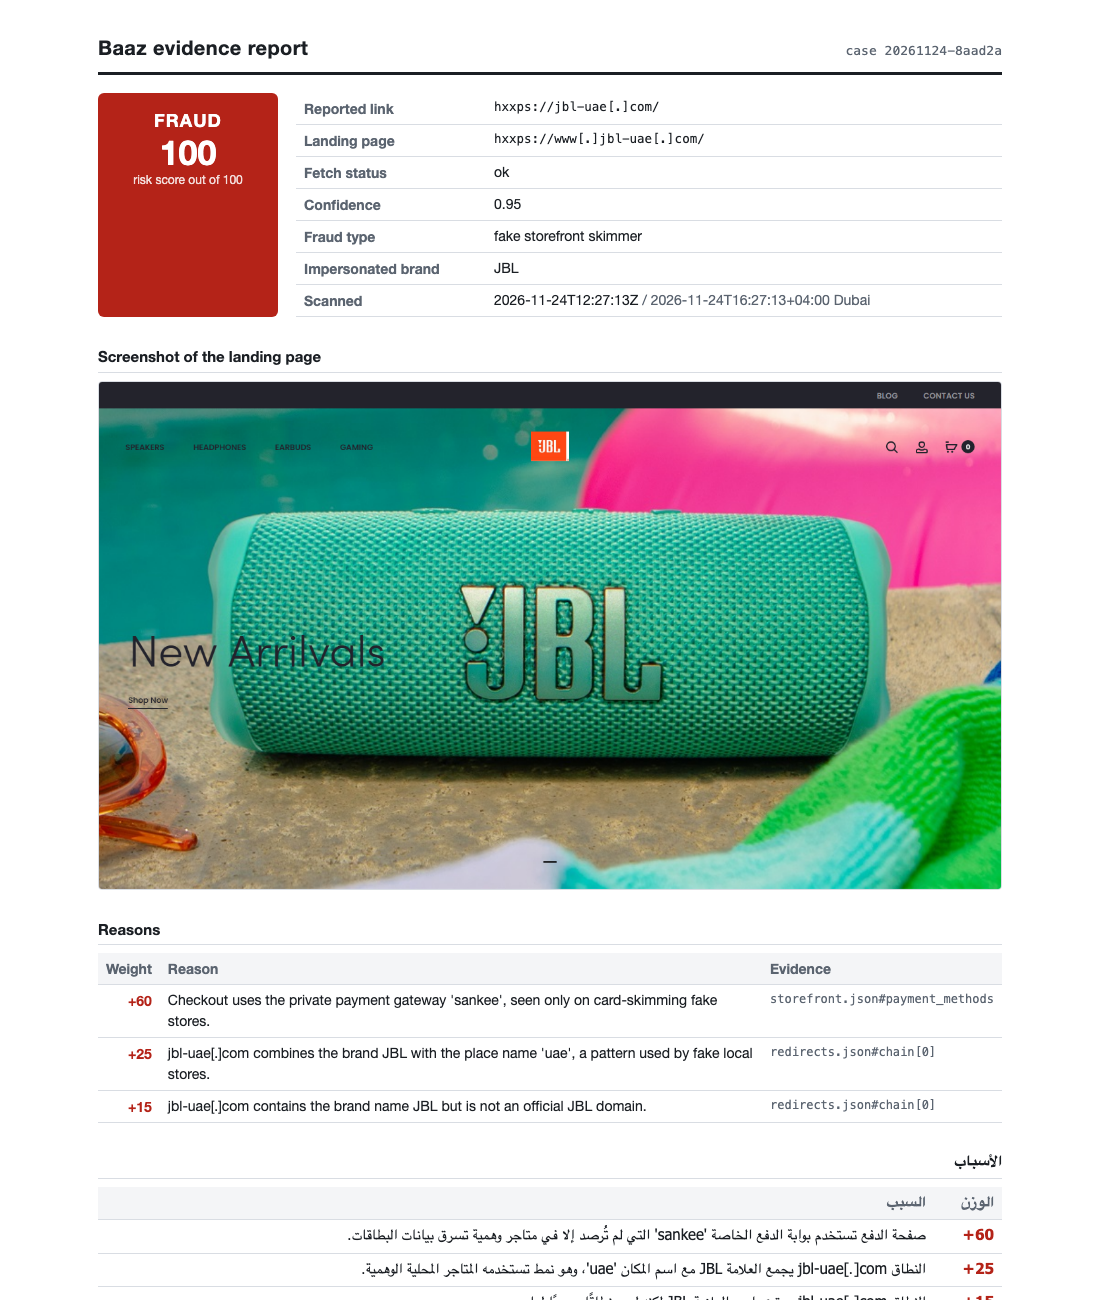 Baaz evidence report
case 20261124-8aad2a
FRAUD
100
risk score out of 100
Reported link hxxps://jbl-uae[.]com/
Landing page hxxps://www[.]jbl-uae[.]com/
Fetch status ok
Confidence 0.95
Fraud type fake storefront skimmer
Impersonated brand JBL
Scanned 2026-11-24T12:27:13Z / 2026-11-24T16:27:13+04:00 Dubai
Screenshot of the landing page
BLOG CONTACT US
SPEAKERS HEADPHONES EARBUDS GAMING
JBL
0
JBL
New Arrilvals
Shop Now
Reasons
Weight Reason Evidence
+60 Checkout uses the private payment gateway 'sankee', seen only on card-skimming fake storefront.json#payment_methods
stores.
+25 jbl-uae[.]com combines the brand JBL with the place name 'uae', a pattern used by fake local redirects.json#chain[0]
stores.
+15 jbl-uae[.]com contains the brand name JBL but is not an official JBL domain. redirects.json#chain[0]
الأسباب
الوزن السبب
+60 صفحة الدفع تستخدم بوابة الدفع الخاصة 'sankee' التي لم تُرصد إلا في متاجر وهمية تسرق بيانات البطاقات.
+25 النطاق jbl-uae[.]com يجمع العلامة JBL مع اسم المكان 'uae'، وهو نمط تستخدمه المتاجر المحلية الوهمية.